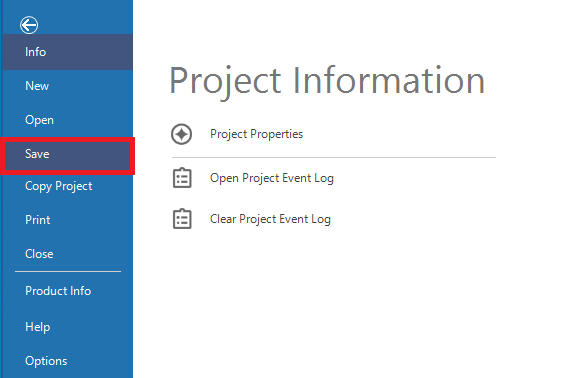 Info
New
Open
Save
Copy Project
Print
Close
Product Info
Help
Options
Project Information
Project Properties
Open Project Event Log
Clear Project Event Log